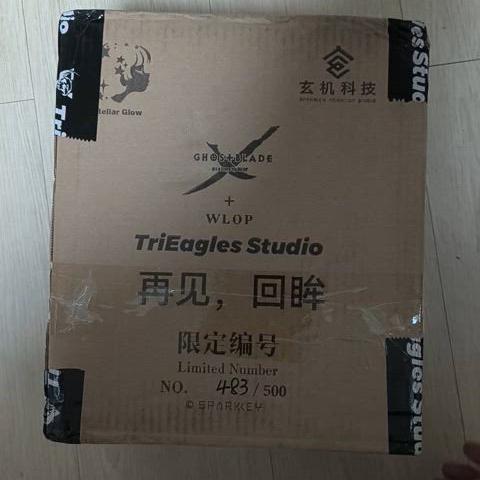 Stellar Glow
玄机科技
GHOSTBLADE
+
WLOP
TriEagles Studio
再见，回眸
限定编号
Limited Number
NO. 483 / 500
© SPARKEY